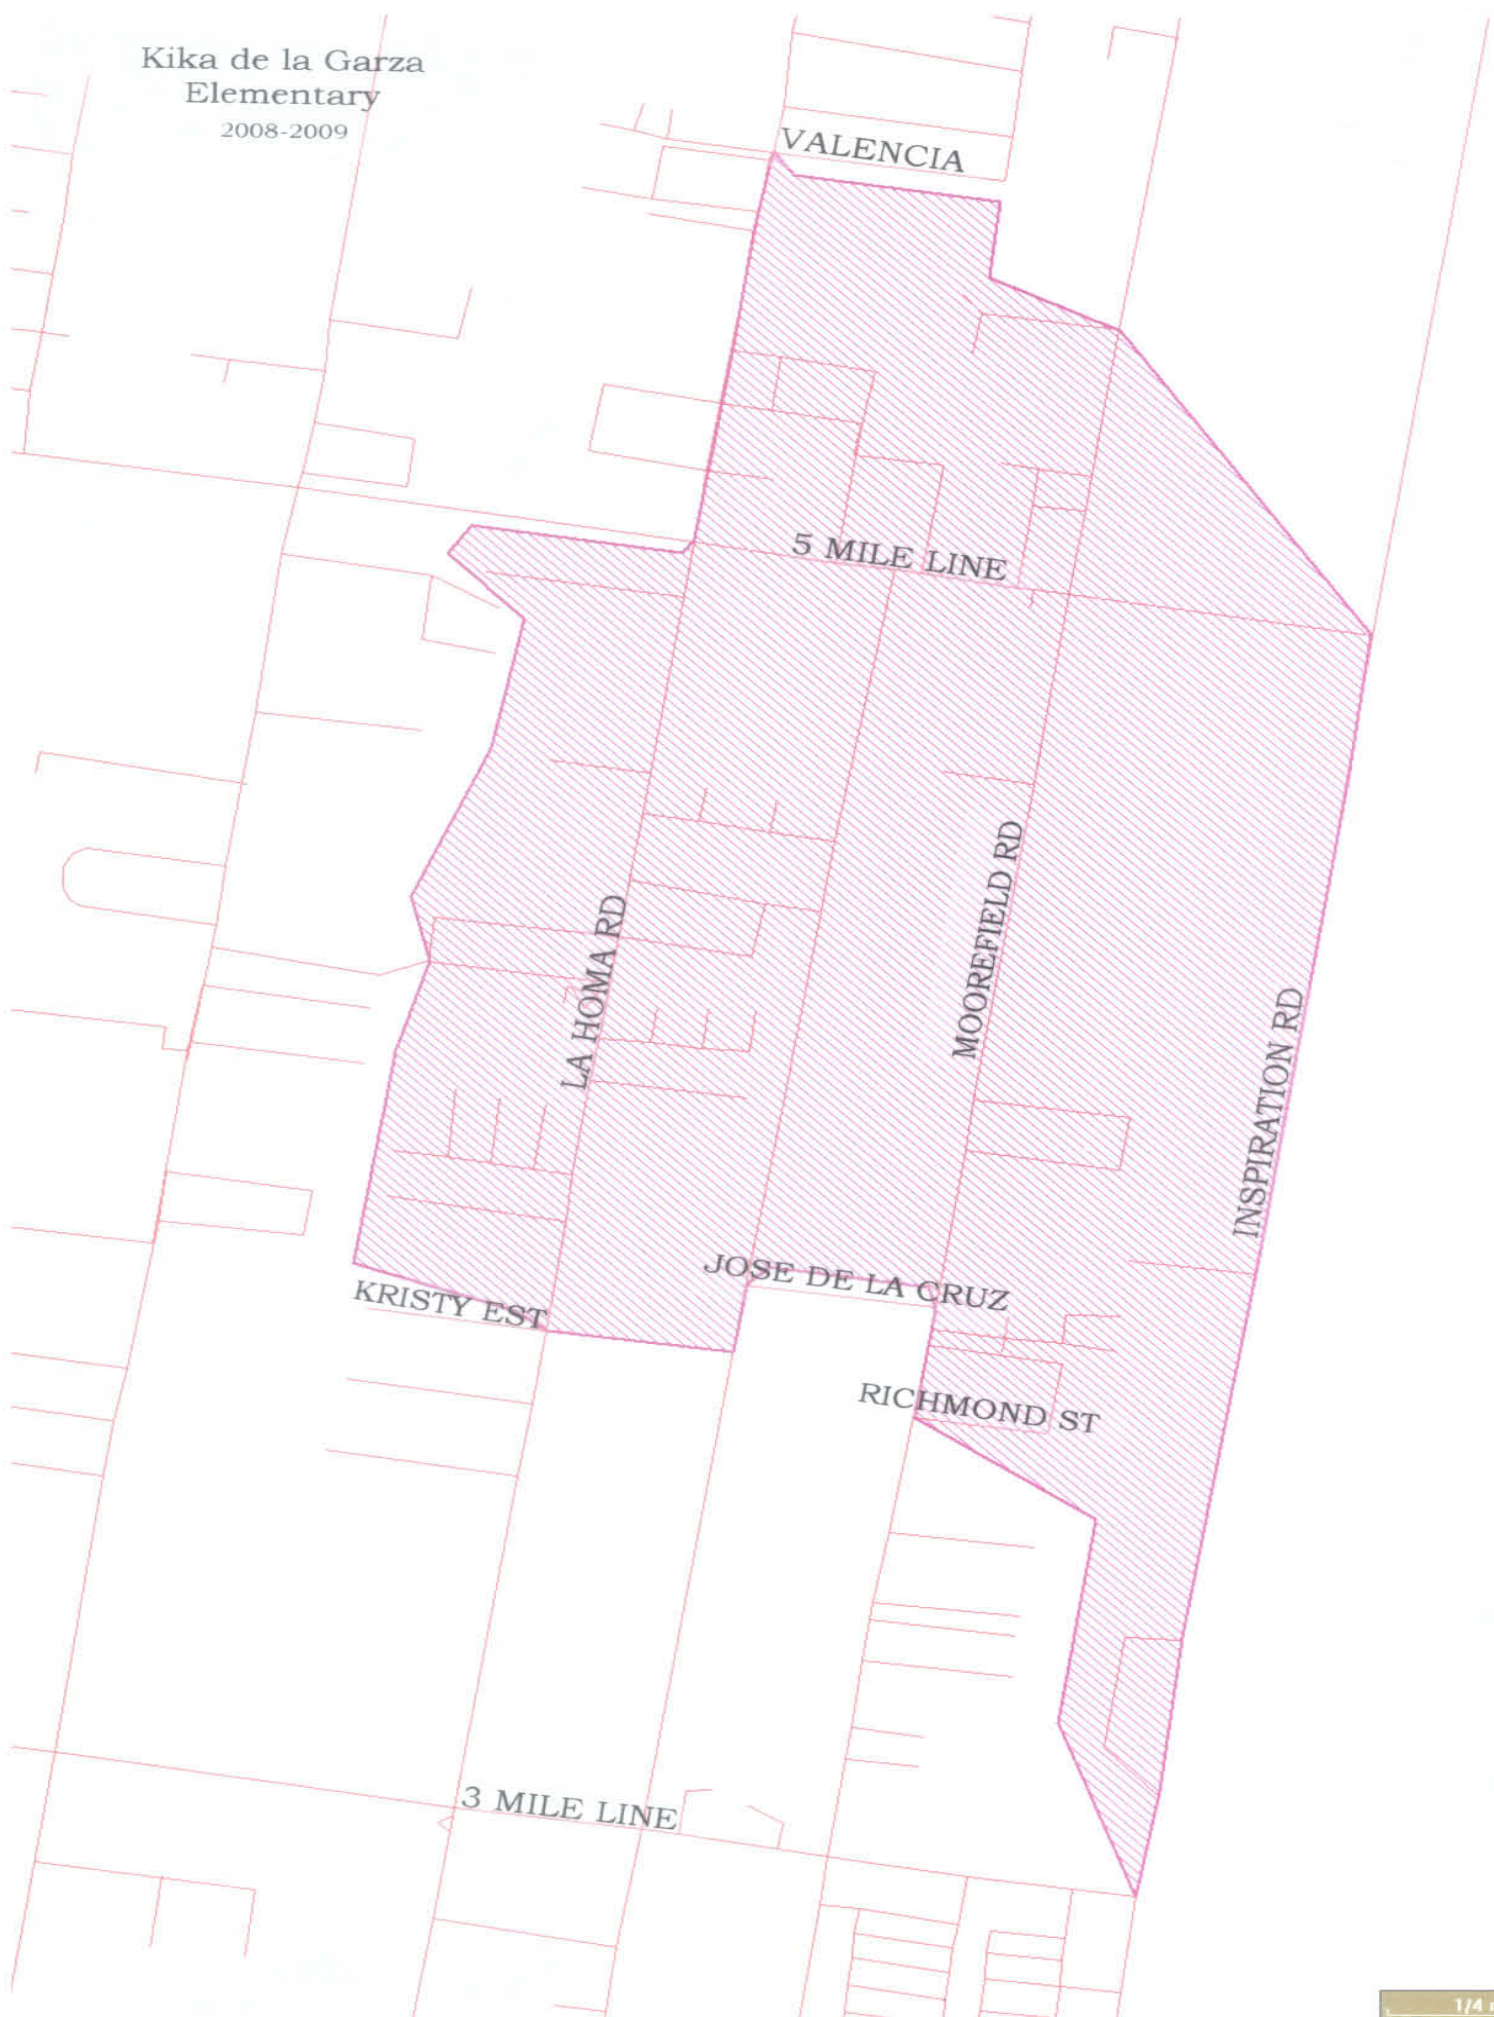 Kika de la Garza
Elementary
2008-2009
VALENCIA
5 MILE LINE
MOOREFIELD RD
LA HOMA RD
INSPIRATION RD
JOSE DE LA CRUZ
KRISTY EST
RICHMOND ST
3 MILE LINE
1/4